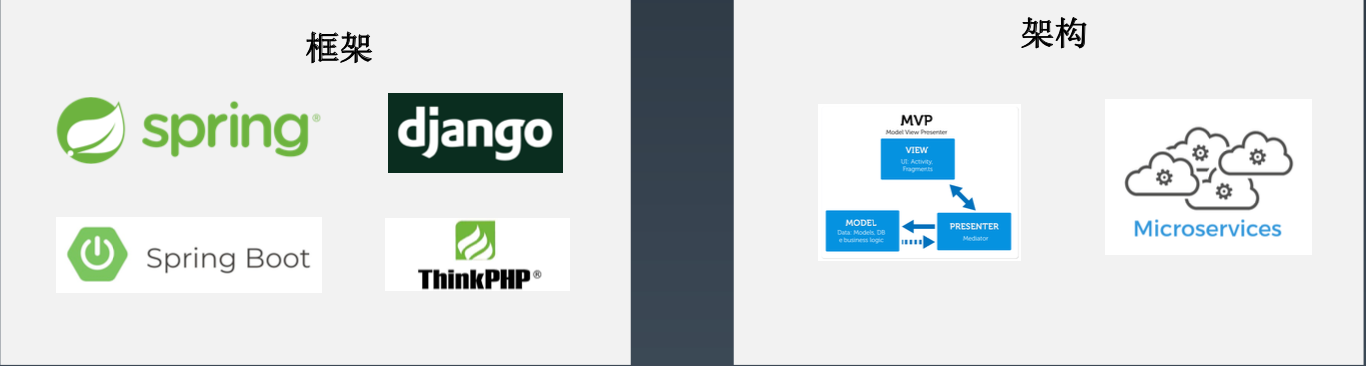 框架
spring®
django
Spring Boot
ThinkPHP®
架构
MVP
Model View Presenter
VIEW
UI: Activity,
Fragments
MODEL
Data: Models, DB
e business logic
PRESENTER
Mediator
Microservices